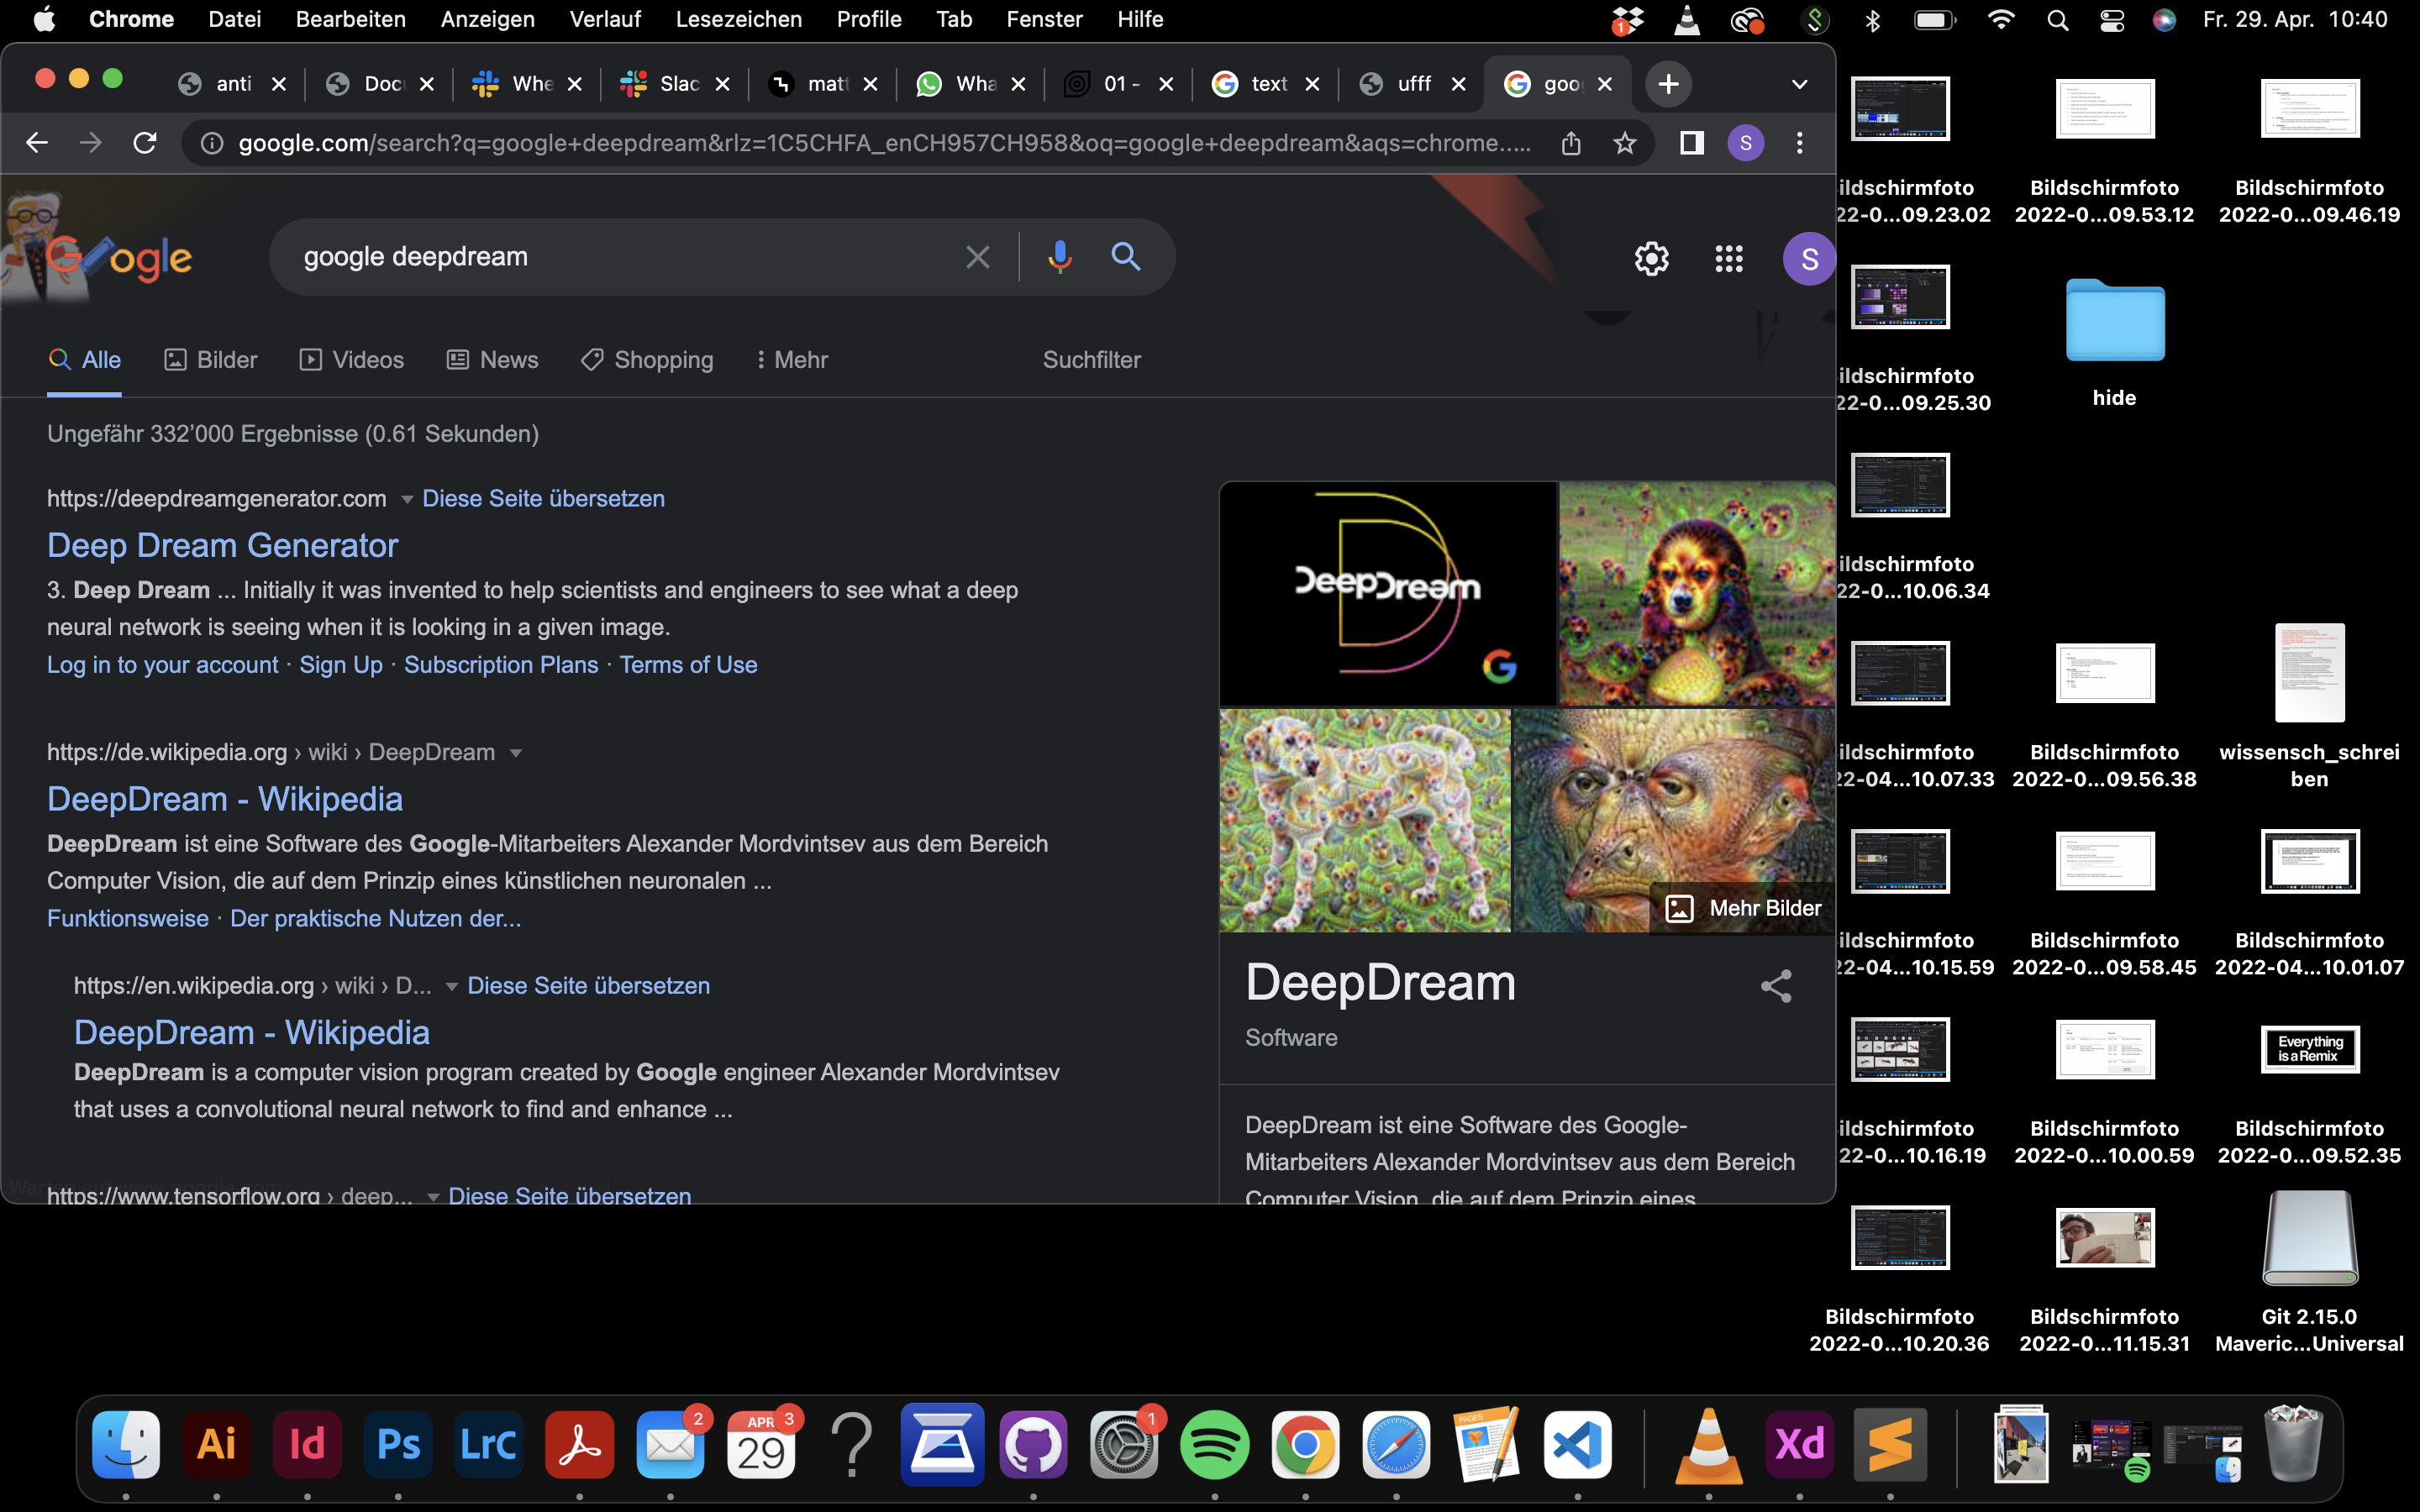 Chrome Datei Bearbeiten Anzeigen Verlauf Lesezeichen Profile Tab Fenster Hilfe
1
Fr. 29. Apr. 10:40
anti Doc Whe Slac matt Wha 01 - text ufff goo
google.com/search?q=google+deepdream&rlz=1C5CHFA_enCH957CH958&oq=google+deepdream&aqs=chrome.....
S
Google
google deepdream
S
Alle Bilder Videos News Shopping Mehr Suchfilter
Ungefähr 332’000 Ergebnisse (0.61 Sekunden)
https://deepdreamgenerator.com Diese Seite übersetzen
Deep Dream Generator
3. Deep Dream ... Initially it was invented to help scientists and engineers to see what a deep
neural network is seeing when it is looking in a given image.
Log in to your account · Sign Up · Subscription Plans · Terms of Use
https://de.wikipedia.org › wiki › DeepDream
DeepDream - Wikipedia
DeepDream ist eine Software des Google-Mitarbeiters Alexander Mordvintsev aus dem Bereich
Computer Vision, die auf dem Prinzip eines künstlichen neuronalen ...
Funktionsweise · Der praktische Nutzen der...
https://en.wikipedia.org › wiki › D... Diese Seite übersetzen
DeepDream - Wikipedia
DeepDream is a computer vision program created by Google engineer Alexander Mordvintsev
that uses a convolutional neural network to find and enhance ...
https://www.tensorflow.org › deep... Diese Seite übersetzen
DeepDream
Mehr Bilder
DeepDream
Software
DeepDream ist eine Software des Google-
Mitarbeiters Alexander Mordvintsev aus dem Bereich
Computer Vision, die auf dem Prinzip eines
ildschirmfoto
22-0...09.23.02
Bildschirmfoto
2022-0...09.53.12
Bildschirmfoto
2022-0...09.46.19
ildschirmfoto
22-0...09.25.30
hide
ildschirmfoto
22-0...10.06.34
ildschirmfoto
22-04...10.07.33
Bildschirmfoto
2022-0...09.56.38
wissensch_schrei
ben
ildschirmfoto
22-04...10.15.59
Bildschirmfoto
2022-0...09.58.45
Bildschirmfoto
2022-04...10.01.07
Everything
is a Remix
ildschirmfoto
22-0...10.16.19
Bildschirmfoto
2022-0...10.00.59
Bildschirmfoto
2022-0...09.52.35
Bildschirmfoto
2022-0...10.20.36
Bildschirmfoto
2022-0...11.15.31
Git 2.15.0
Maveric...Universal
Ai Id Ps LrC 2 APR 3 29 ? 1 PAGES Xd